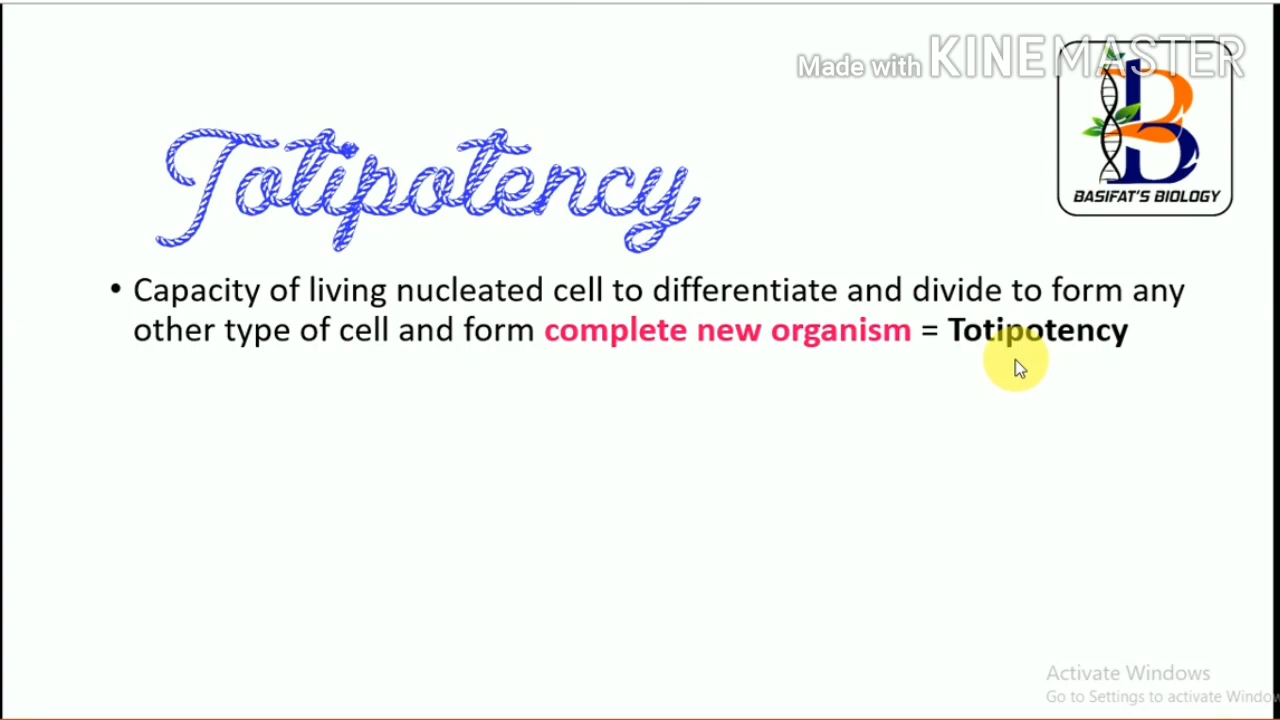 Made with KINEMASTER
BASIFAT'S BIOLOGY
Totipotency
• Capacity of living nucleated cell to differentiate and divide to form any
other type of cell and form complete new organism = Totipotency
Activate Windows
Go to Settings to activate Window